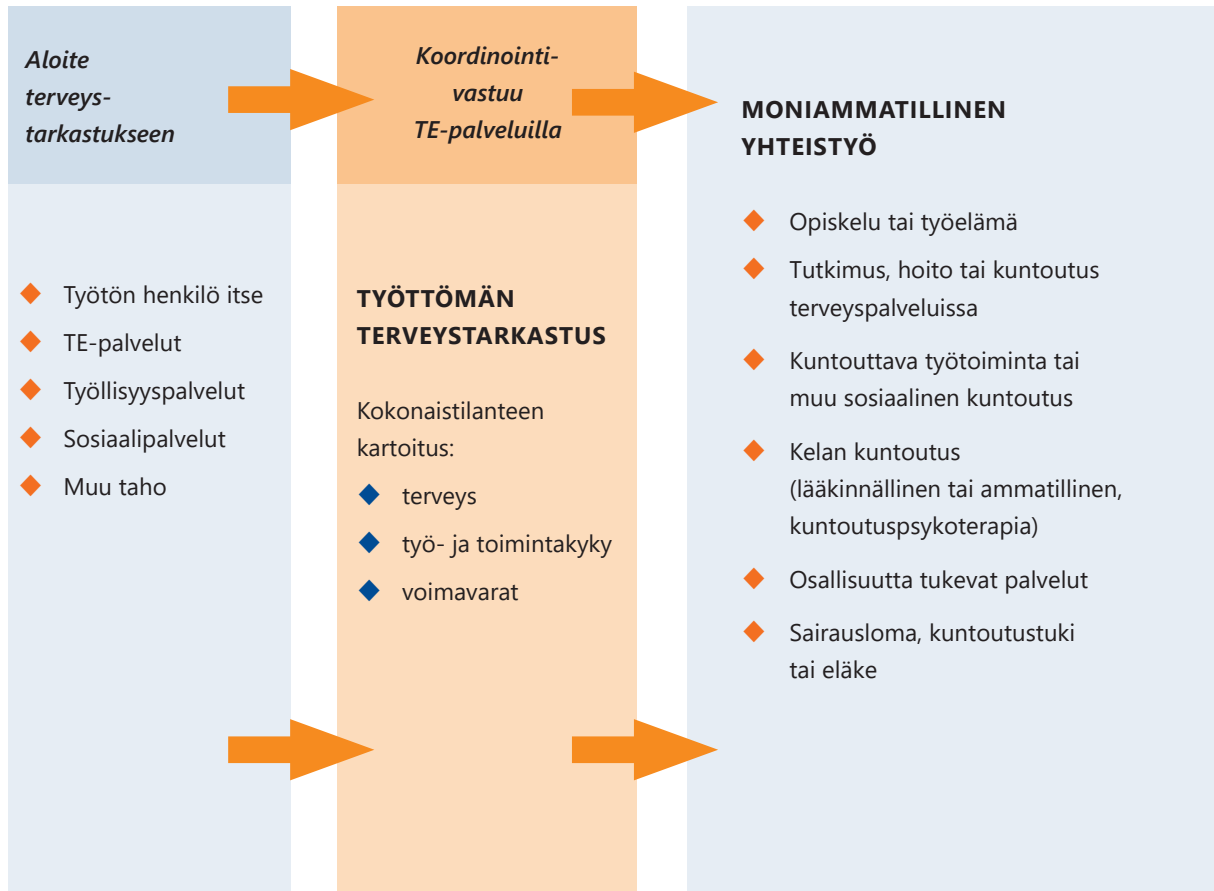 Aloite
terveys-
tarkastukseen
Työtön henkilö itse
TE-palvelut
Työllisyyspalvelut
Sosiaalipalvelut
Muu taho
Koordinointi-
vastuu
TE-palveluilla
TYÖTTÖMÄN
TERVEYSTARKASTUS
Kokonaistilanteen
kartoitus:
terveys
työ- ja toimintakyky
voimavarat
MONIAMMATILLINEN
YHTEISTYÖ
Opiskelu tai työelämä
Tutkimus, hoito tai kuntoutus
terveyspalveluissa
Kuntouttava työtoiminta tai
muu sosiaalinen kuntoutus
Kelan kuntoutus
(lääkinnällinen tai ammatillinen,
kuntoutuspsykoterapia)
Osallisuutta tukevat palvelut
Sairausloma, kuntoutustuki
tai eläke